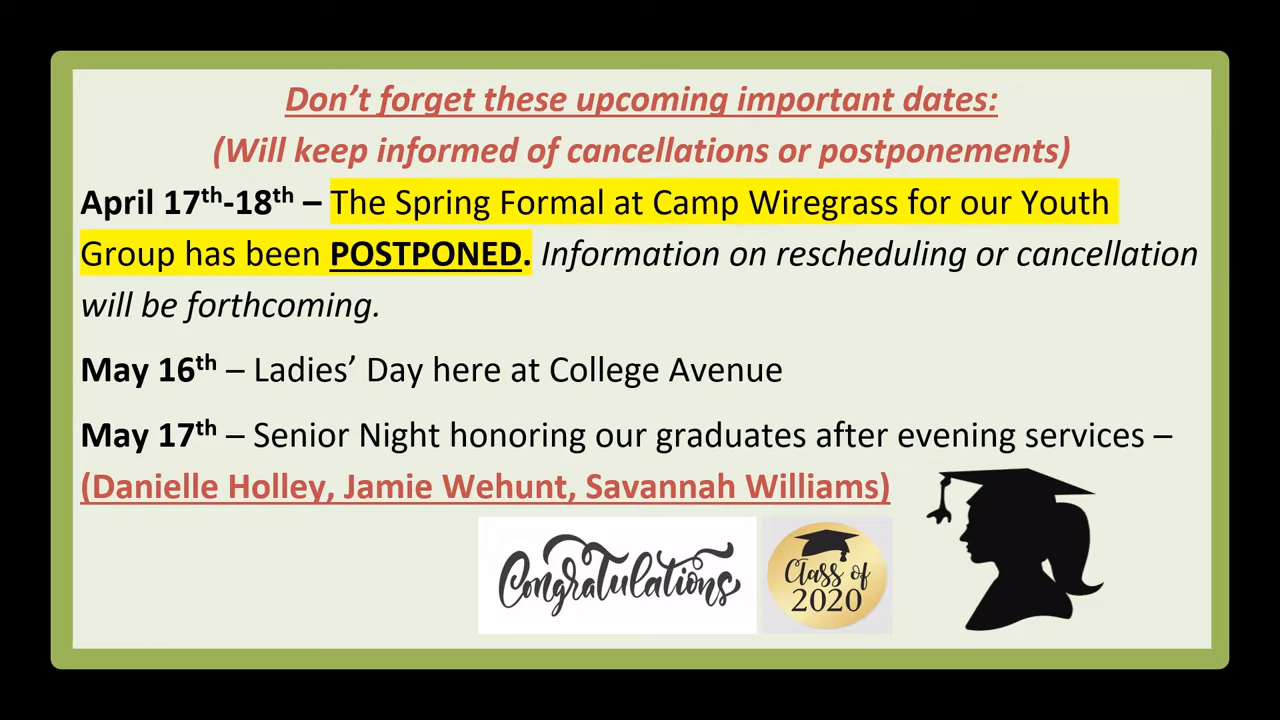 Don’t forget these upcoming important dates:
(Will keep informed of cancellations or postponements)
April 17th-18th – The Spring Formal at Camp Wiregrass for our Youth
Group has been POSTPONED. Information on rescheduling or cancellation
will be forthcoming.
May 16th – Ladies’ Day here at College Avenue
May 17th – Senior Night honoring our graduates after evening services –
(Danielle Holley, Jamie Wehunt, Savannah Williams)
Congratulations
Class of
2020